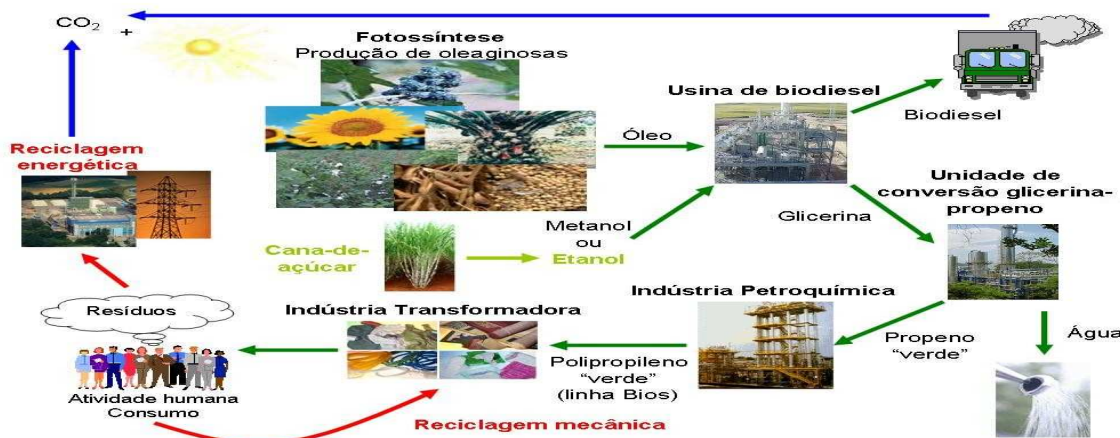 CO2
+
Fotossíntese
Produção de oleaginosas
Usina de biodiesel
Óleo
Biodiesel
Reciclagem
energética
Unidade de
conversão glicerina-
propeno
Glicerina
Metanol
ou
Etanol
Cana-de-
açúcar
Resíduos
Indústria Transformadora
Indústria Petroquímica
Água
Propeno
“verde”
Polipropileno
“verde”
(linha Bios)
Atividade humana
Consumo
Reciclagem mecânica